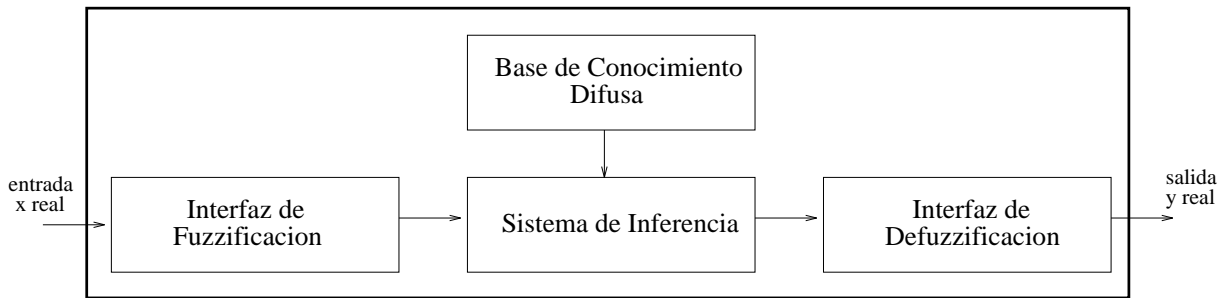 Base de Conocimiento
Difusa
entrada
x real
Interfaz de
Fuzzificacion
Sistema de Inferencia
Interfaz de
Defuzzificacion
salida
y real